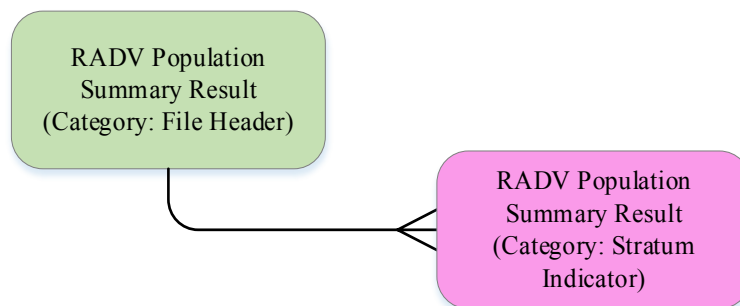 RADV Population
Summary Result
(Category: File Header)
RADV Population
Summary Result
(Category: Stratum
Indicator)